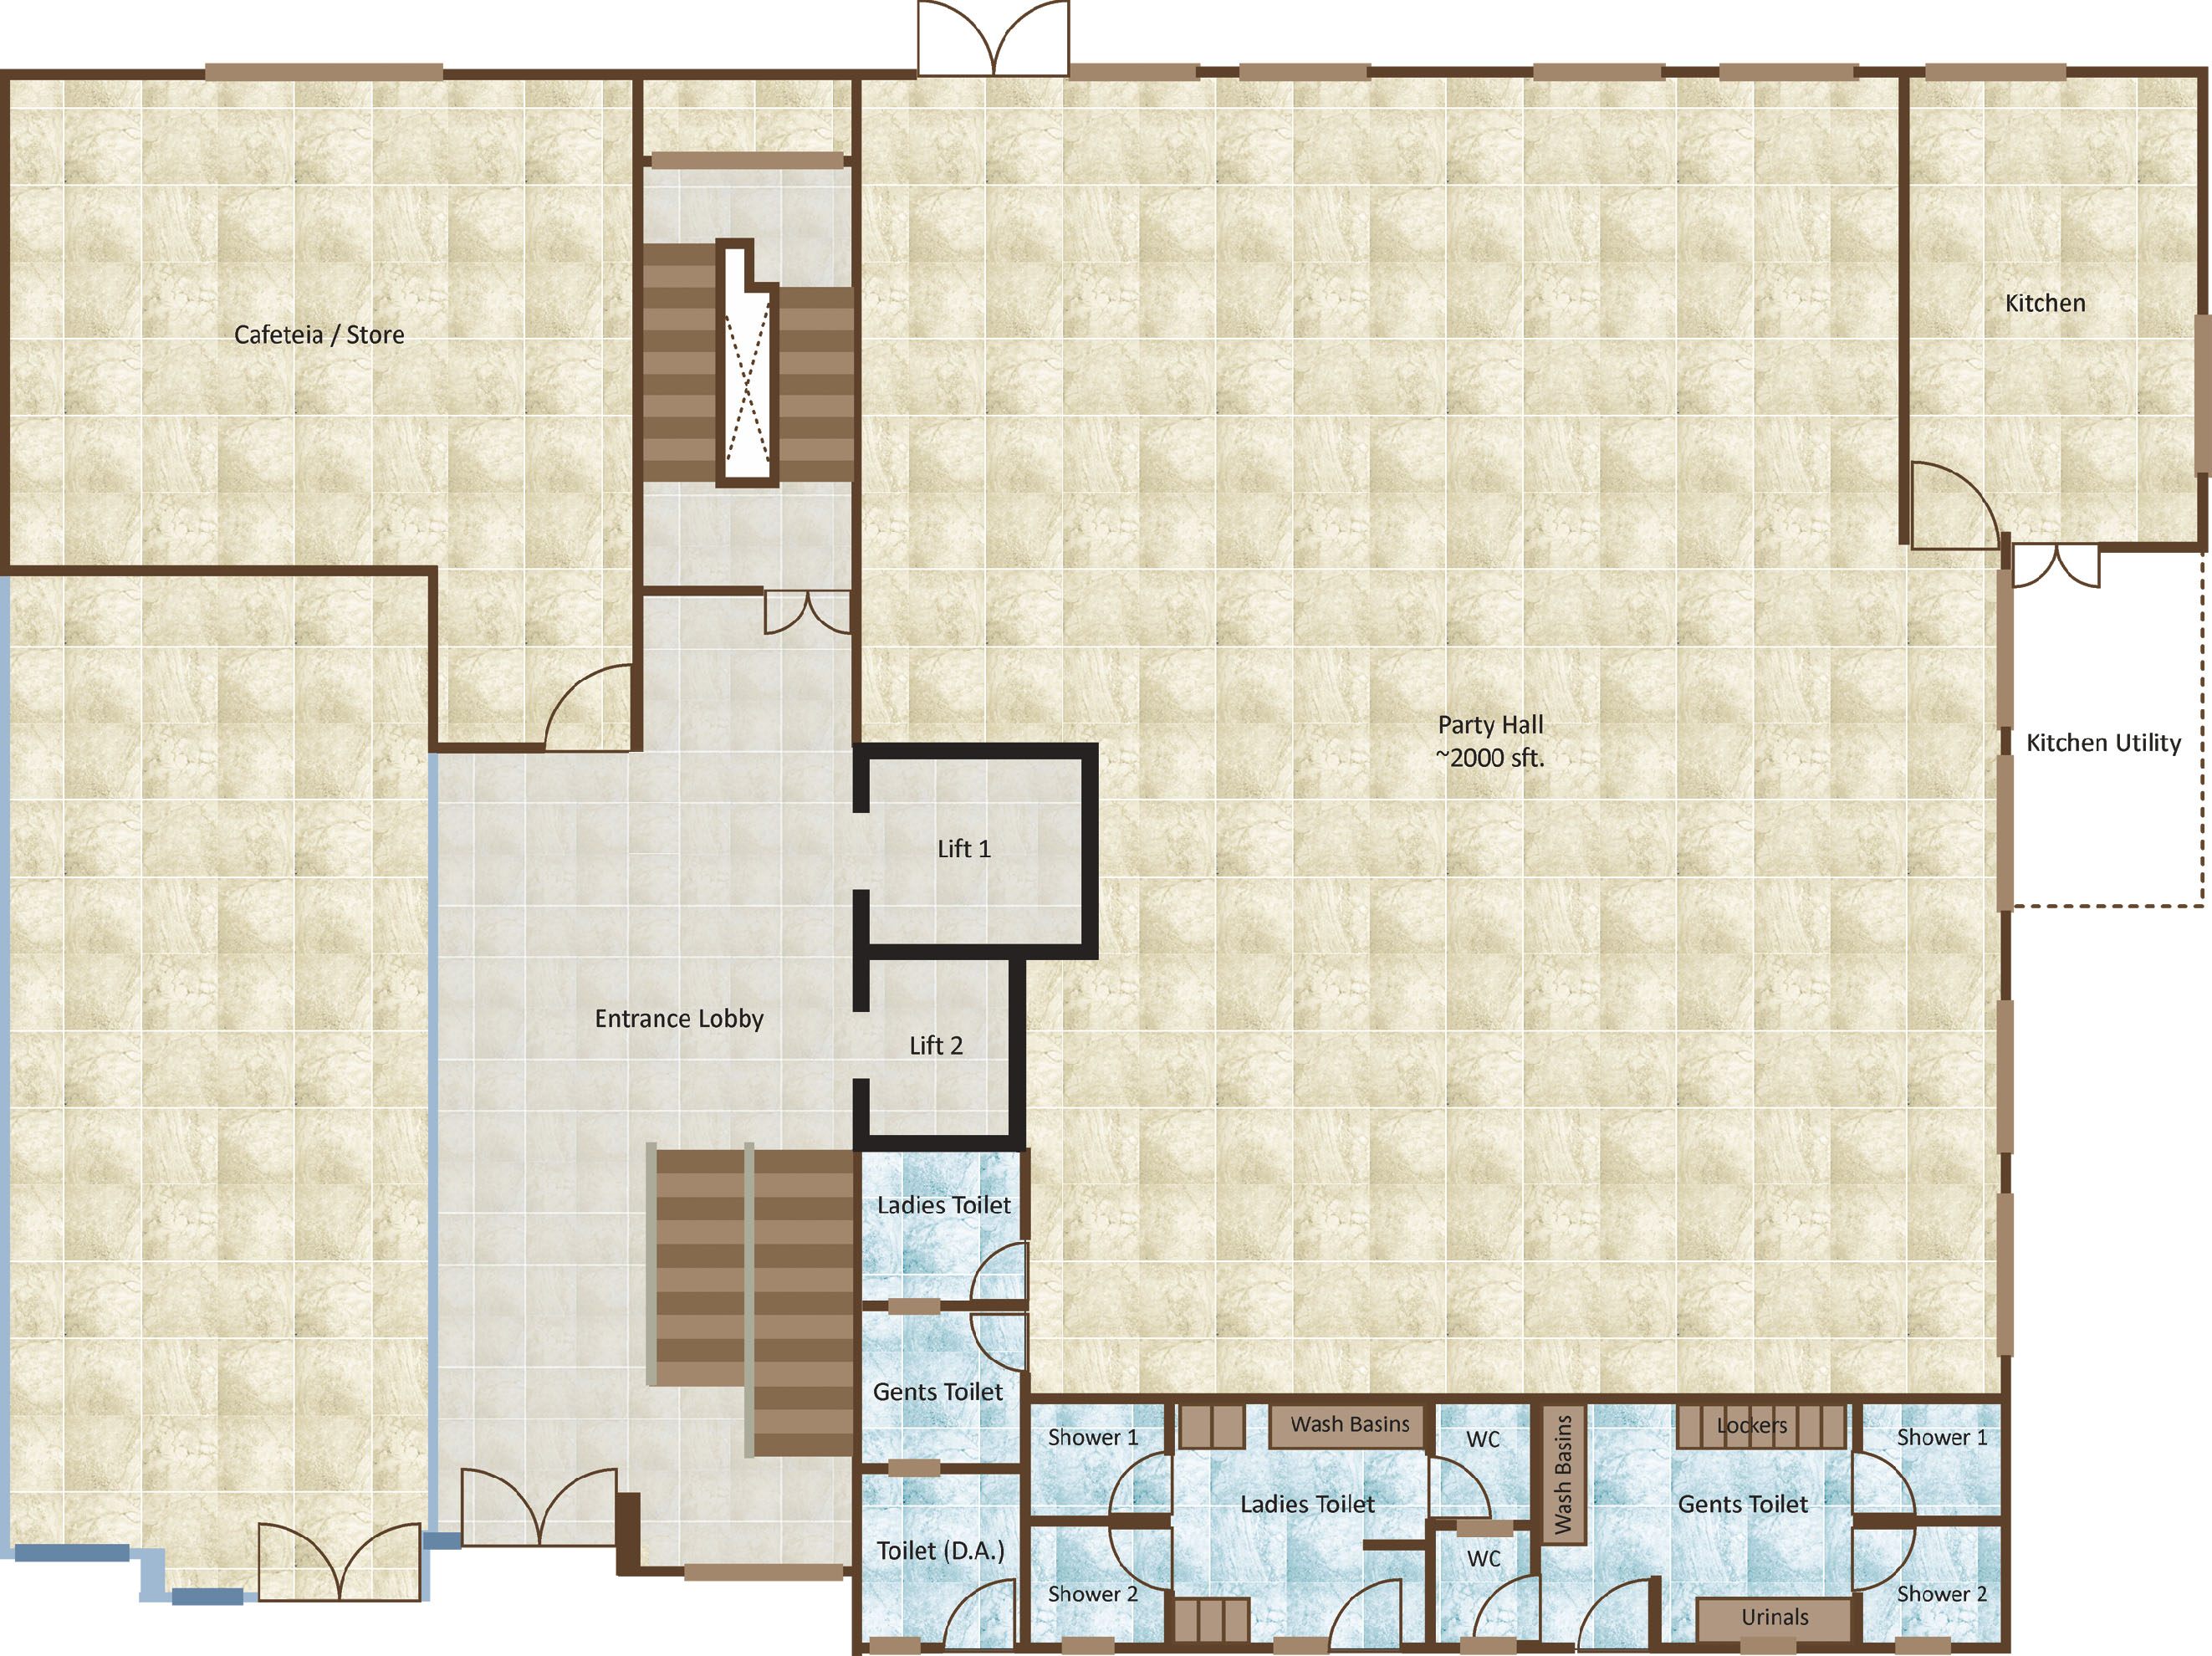 Kitchen
Cafeteia / Store
Party Hall
~2000 sft.
Kitchen Utility
Lift 1
Entrance Lobby
Lift 2
Ladies Toilet
Gents Toilet
Toilet (D.A.)
Shower 1
Wash Basins
WC
Wash Basins
Lockers
Shower 1
Ladies Toilet
Gents Toilet
WC
Shower 2
Urinals
Shower 2